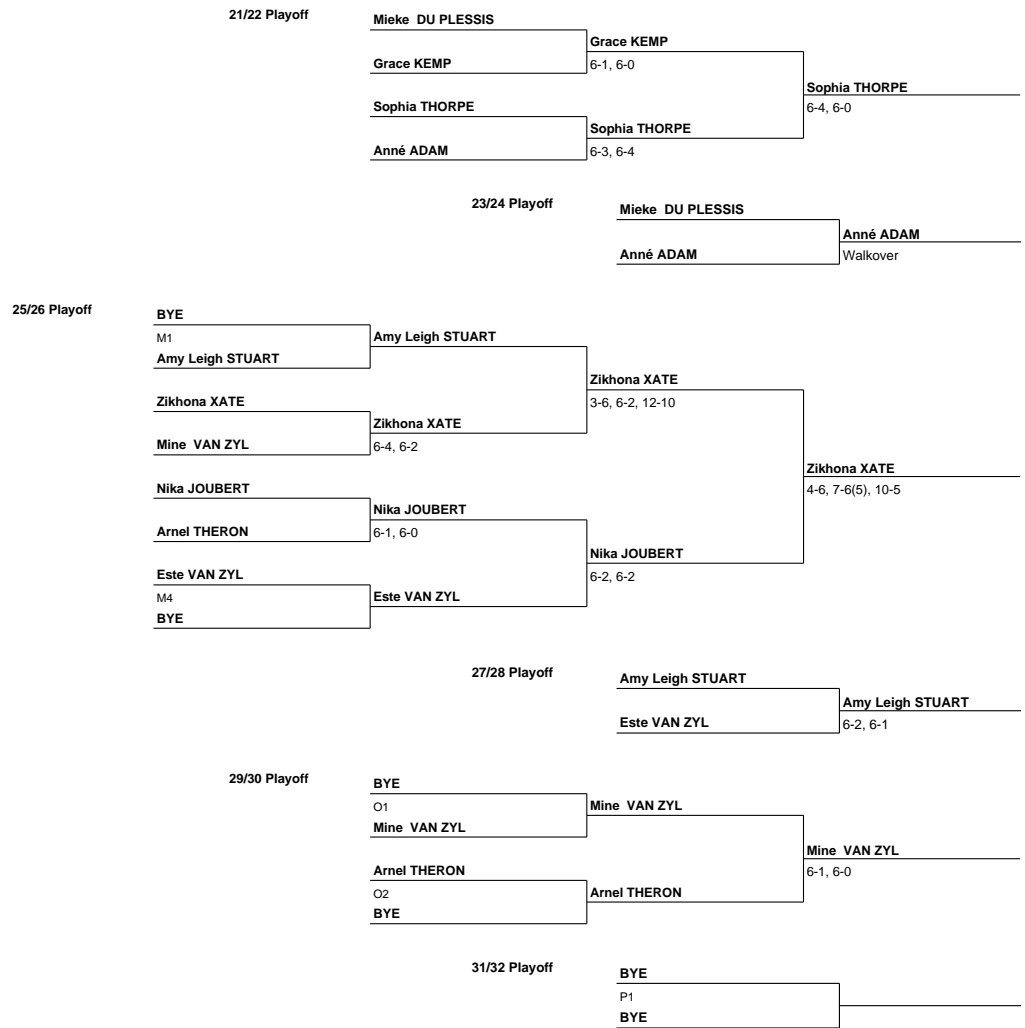 21/22 Playoff
Mieke  DU PLESSIS
Grace KEMP
Grace KEMP
6-1, 6-0
Sophia THORPE
6-4, 6-0
Sophia THORPE
Sophia THORPE
6-3, 6-4
Anné ADAM
23/24 Playoff
Mieke  DU PLESSIS
Anné ADAM
Anné ADAM
Walkover
25/26 Playoff
BYE
M1
Amy Leigh STUART
Amy Leigh STUART
Zikhona XATE
3-6, 6-2, 12-10
Zikhona XATE
Zikhona XATE
6-4, 6-2
Mine  VAN ZYL
Zikhona XATE
4-6, 7-6(5), 10-5
Nika JOUBERT
Nika JOUBERT
6-1, 6-0
Arnel THERON
Nika JOUBERT
6-2, 6-2
Este VAN ZYL
M4
Este VAN ZYL
BYE
27/28 Playoff
Amy Leigh STUART
Amy Leigh STUART
6-2, 6-1
Este VAN ZYL
29/30 Playoff
BYE
O1
Mine  VAN ZYL
Mine  VAN ZYL
Mine  VAN ZYL
6-1, 6-0
Arnel THERON
O2
Arnel THERON
BYE
31/32 Playoff
BYE
P1
BYE